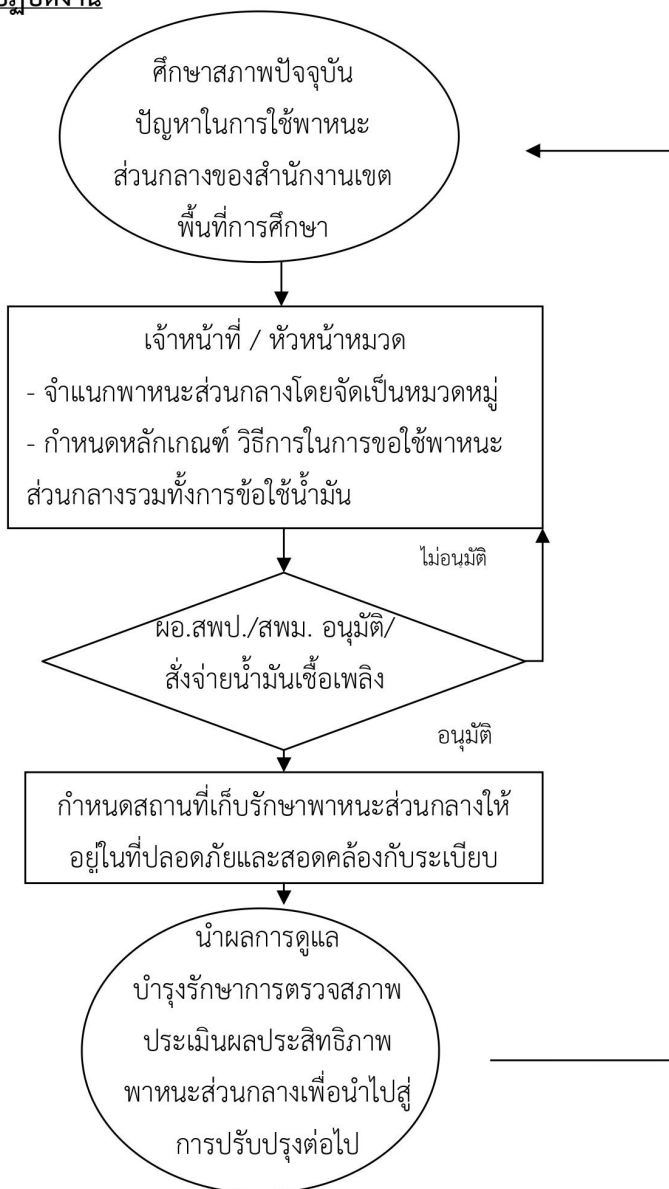 ศึกษาสภาพปัจจุบัน
ปัญหาในการใช้พาหนะ
ส่วนกลางของสำนักงานเขต
พื้นที่การศึกษา
เจ้าหน้าที่ / หัวหน้าหมวด
- จำแนกพาหนะส่วนกลางโดยจัดเป็นหมวดหมู่
- กำหนดหลักเกณฑ์ วิธีการในการขอใช้พาหนะ
ส่วนกลางรวมทั้งการข้อใช้น้ำมัน
ไม่อนุมัติ
ผอ.สพป./สพม. อนุมัติ/
สั่งจ่ายน้ำมันเชื้อเพลิง
อนุมัติ
กำหนดสถานที่เก็บรักษาพาหนะส่วนกลางให้
อยู่ในที่ปลอดภัยและสอดคล้องกับระเบียบ
นำผลการดูแล
บำรุงรักษาการตรวจสภาพ
ประเมินผลประสิทธิภาพ
พาหนะส่วนกลางเพื่อนำไปสู่
การปรับปรุงต่อไป